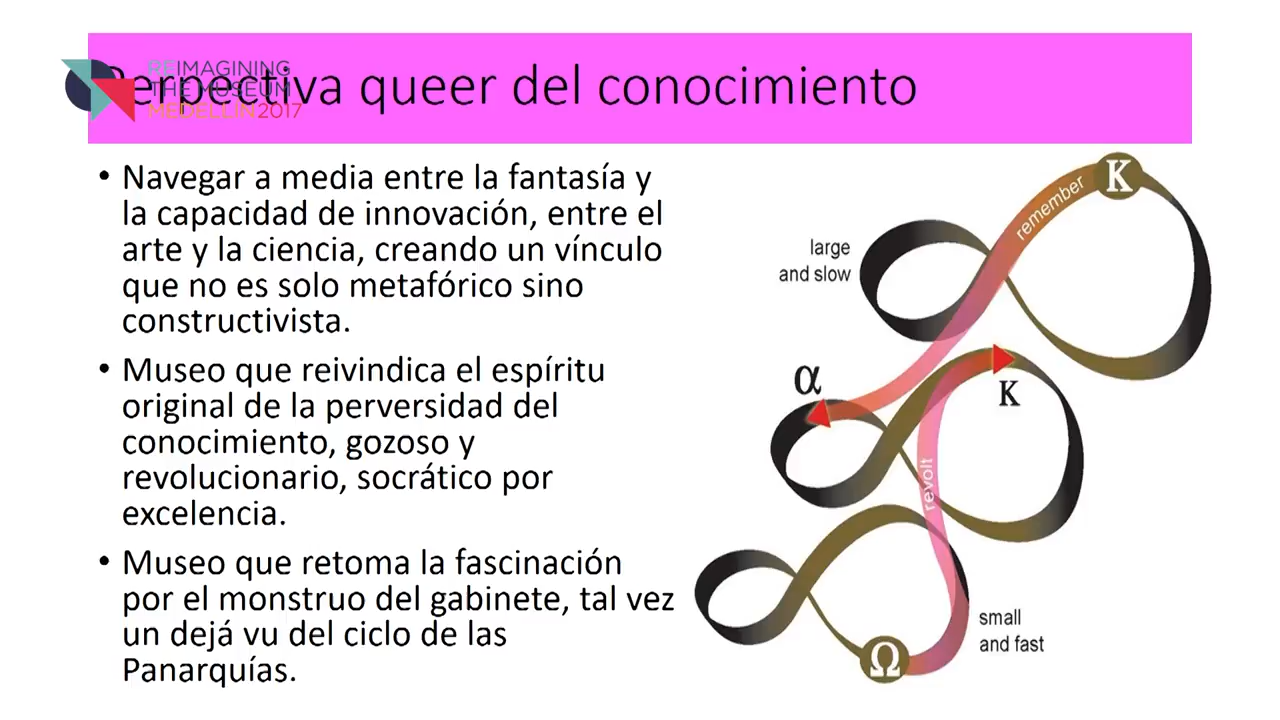 REIMAGINING
THE MUSEUM
MEDELLIN2017
Perpectiva queer del conocimiento
• Navegar a media entre la fantasía y
la capacidad de innovación, entre el
arte y la ciencia, creando un vínculo
que no es solo metafórico sino
constructivista.
• Museo que reivindica el espíritu
original de la perversidad del
conocimiento, gozoso y
revolucionario, socrático por
excelencia.
• Museo que retoma la fascinación
por el monstruo del gabinete, tal vez
un dejá vu del ciclo de las
Panarquías.
K
remember
large
and slow
α
K
revolt
small
and fast
Ω